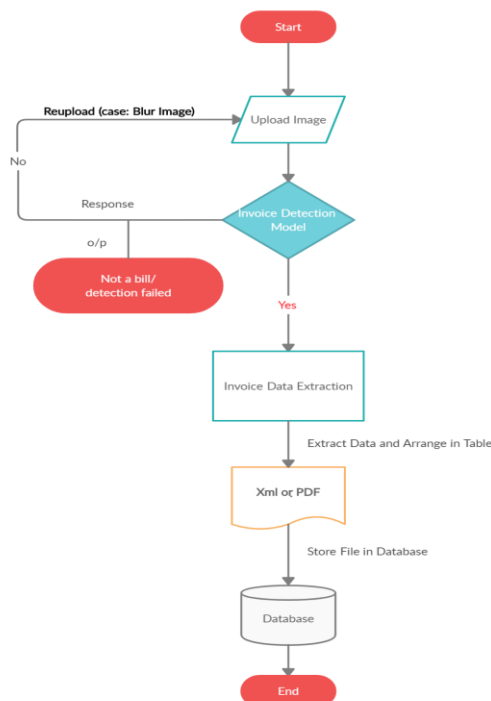 Start
Reupload (case: Blur Image)
Upload Image
No
Response
Invoice Detection
Model
o/p
Not a bill/
detection failed
Yes
Invoice Data Extraction
Extract Data and Arrange in Table
Xml or PDF
Store File in Database
Database
End